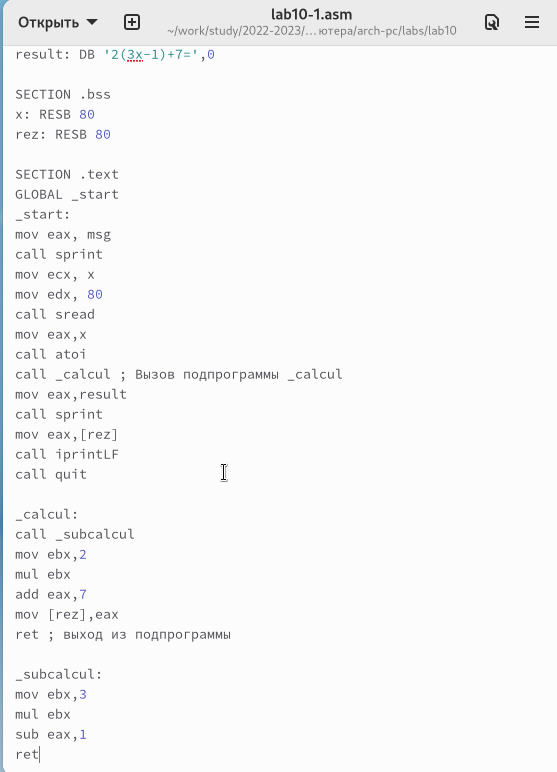 Открыть
lab10-1.asm
~/work/study/2022-2023/…ютера/arch-pc/labs/lab10
result: DB '2(3x-1)+7=',0
SECTION .bss
x: RESB 80
rez: RESB 80
SECTION .text
GLOBAL _start
_start:
mov eax, msg
call sprint
mov ecx, x
mov edx, 80
call sread
mov eax,x
call atoi
call _calcul ; Вызов подпрограммы _calcul
mov eax,result
call sprint
mov eax,[rez]
call iprintLF
call quit
_calcul:
call _subcalcul
mov ebx,2
mul ebx
add eax,7
mov [rez],eax
ret ; выход из подпрограммы
_subcalcul:
mov ebx,3
mul ebx
sub eax,1
ret